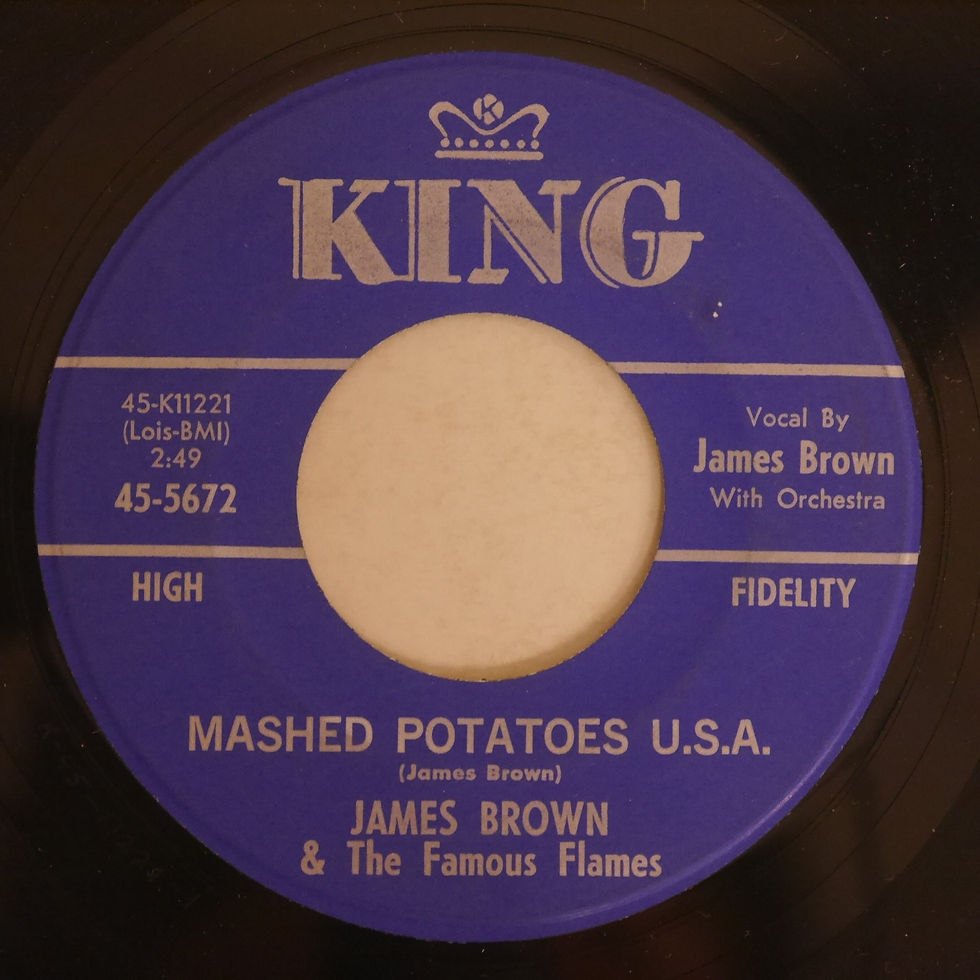 K
KING
45-K11221
(Lois-BMI)
2:49
45-5672
Vocal By
James Brown
With Orchestra
HIGH FIDELITY
MASHED POTATOES U.S.A.
(James Brown)
JAMES BROWN
& The Famous Flames